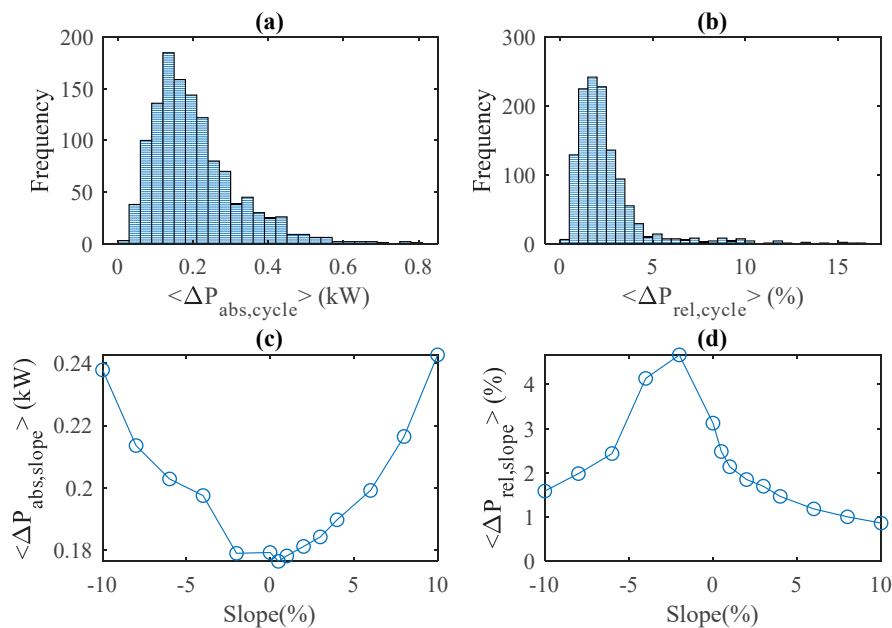 (a)
200
150
100
50
0
Frequency
0 0.2 0.4 0.6 0.8
<ΔP_abs,cycle> (kW)
(b)
300
200
100
0
Frequency
0 5 10 15
<ΔP_rel,cycle> (%)
(c)
0.24
0.22
0.2
0.18
<ΔP_abs,slope> (kW)
-10 -5 0 5 10
Slope(%)
(d)
4
3
2
1
0
<ΔP_rel,slope> (%)
-10 -5 0 5 10
Slope(%)